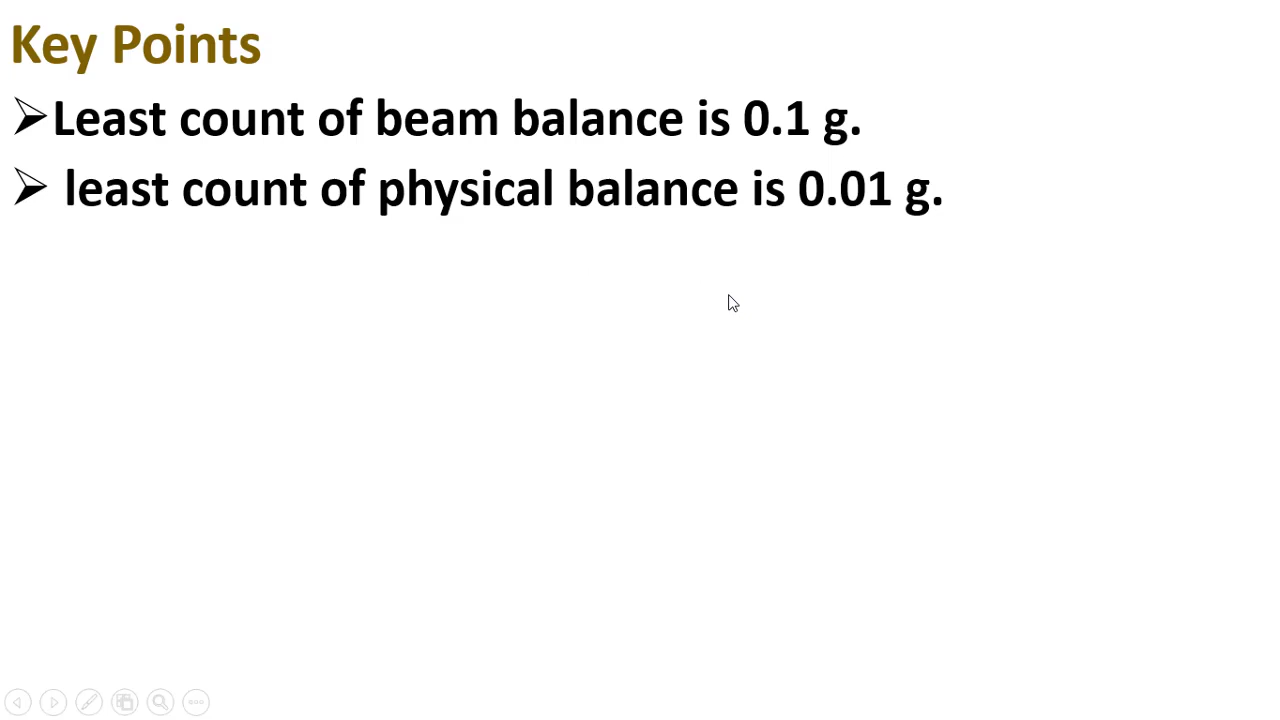 Key Points
➢Least count of beam balance is 0.1 g.
➢ least count of physical balance is 0.01 g.